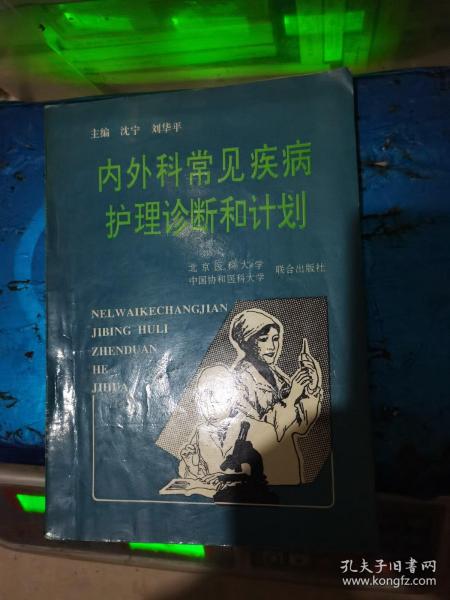 主编 沈宁 刘华平
内外科常见疾病
护理诊断和计划
北京医科大学
中国协和医科大学 联合出版社
NEIWAIKECHANGJIAN
JIBING HULI
ZHENDUAN
HE
JIHUA
孔夫子旧书网
www.kongfz.com